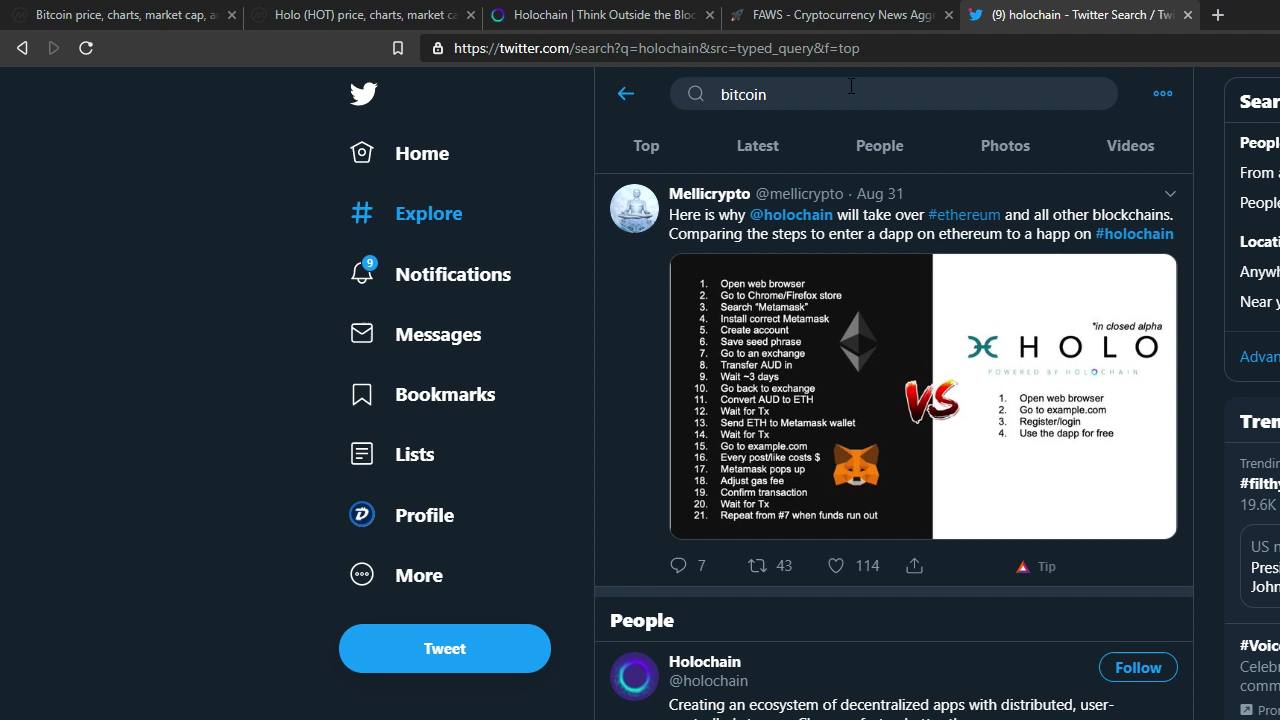 Bitcoin price, charts, market cap, a
Holo (HOT) price, charts, market ca
Holochain | Think Outside the Bloc
FAWS - Cryptocurrency News Aggr
(9) holochain - Twitter Search / Tw
https://twitter.com/search?q=holochain&src=typed_query&f=top
bitcoin
Top
Latest
People
Photos
Videos
Home
Explore
9
Notifications
Messages
Bookmarks
Lists
Profile
More
Tweet
Mellicrypto @mellicrypto · Aug 31
Here is why @holochain will take over #ethereum and all other blockchains.
Comparing the steps to enter a dapp on ethereum to a happ on #holochain
1. Open web browser
2. Go to Chrome/Firefox store
3. Search "Metamask"
4. Install correct Metamask
5. Create account
6. Save seed phrase
7. Go to an exchange
8. Transfer AUD in
9. Wait ~3 days
10. Go back to exchange
11. Convert AUD to ETH
12. Wait for Tx
13. Send ETH to Metamask wallet
14. Wait for Tx
15. Go to example.com
16. Every post/like costs $
17. Metamask pops up
18. Adjust gas fee
19. Confirm transaction
20. Wait for Tx
21. Repeat from #7 when funds run out
VS
*in closed alpha
HOLO
POWERED BY HOLOCHAIN
1. Open web browser
2. Go to example.com
3. Register/login
4. Use the dapp for free
7
43
114
Tip
People
Holochain
@holochain
Follow
Creating an ecosystem of decentralized apps with distributed, user-
Sear
Peopl
From a
People
Locati
Anywh
Near y
Advan
Tren
Trendin
#filthy
19.6K
US n
Presi
John
#Voice
Celebr
comm
Pron